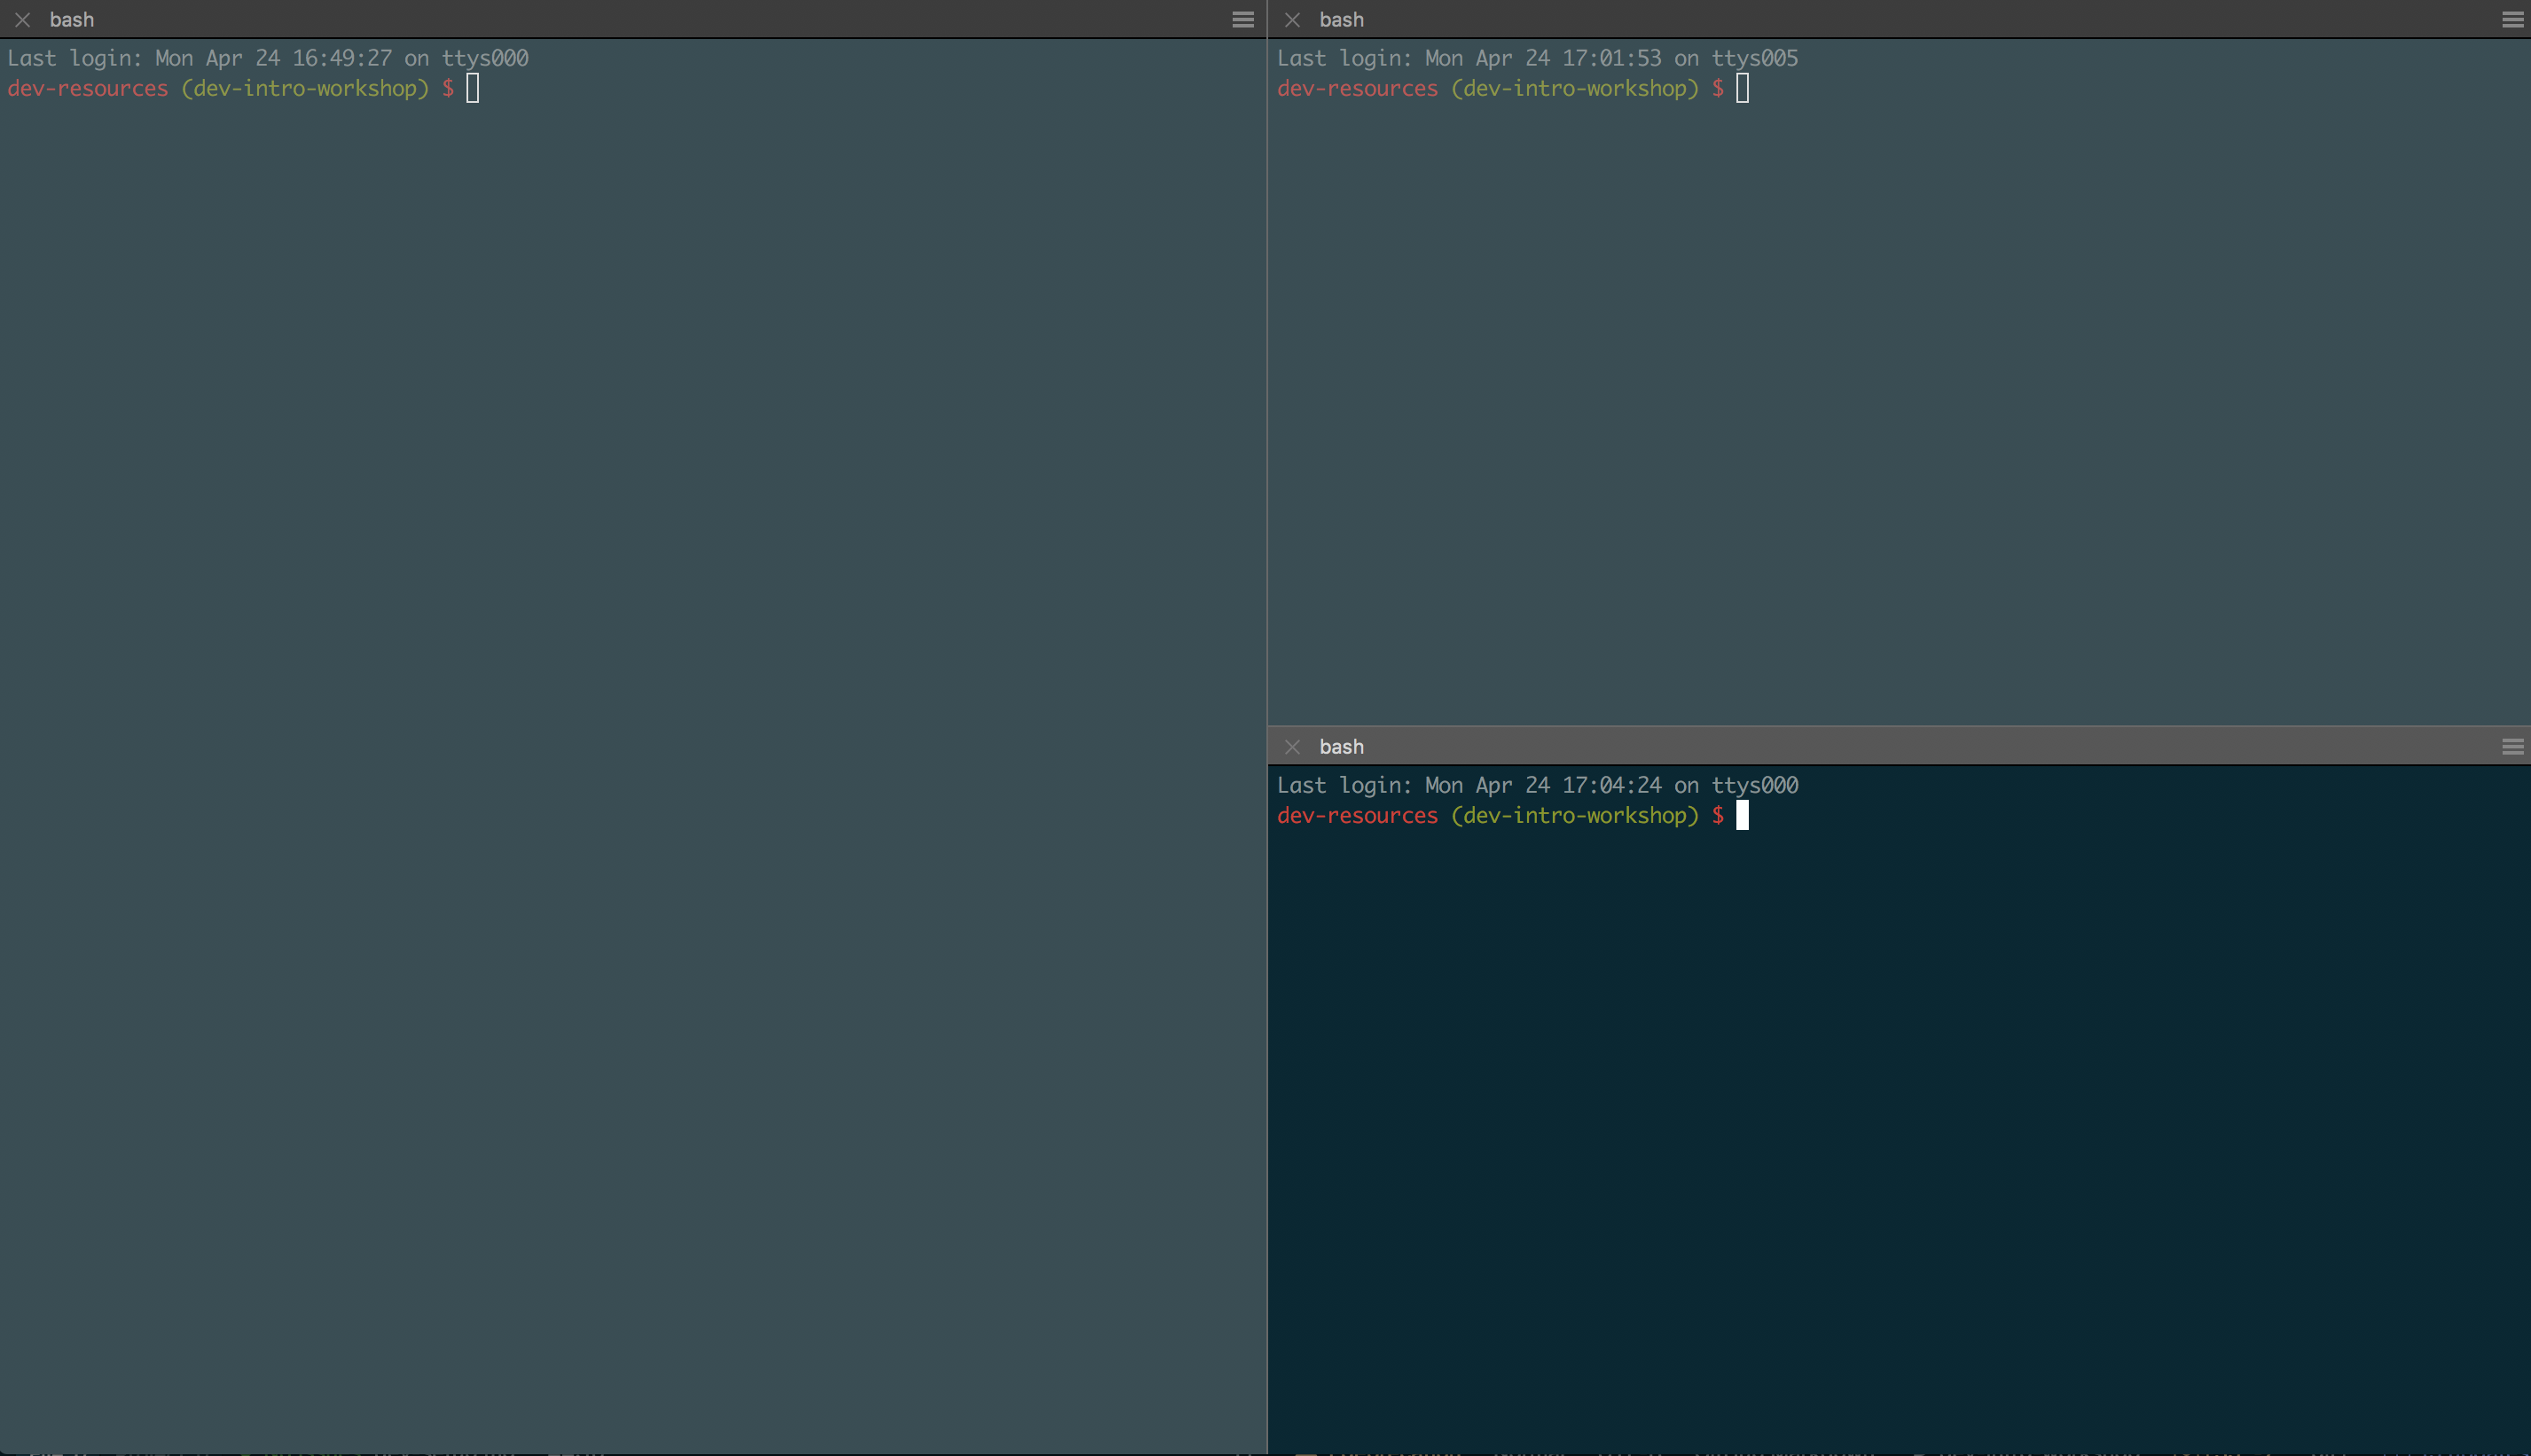 bash
Last login: Mon Apr 24 16:49:27 on ttys000
dev-resources (dev-intro-workshop) $
bash
Last login: Mon Apr 24 17:01:53 on ttys005
dev-resources (dev-intro-workshop) $
bash
Last login: Mon Apr 24 17:04:24 on ttys000
dev-resources (dev-intro-workshop) $